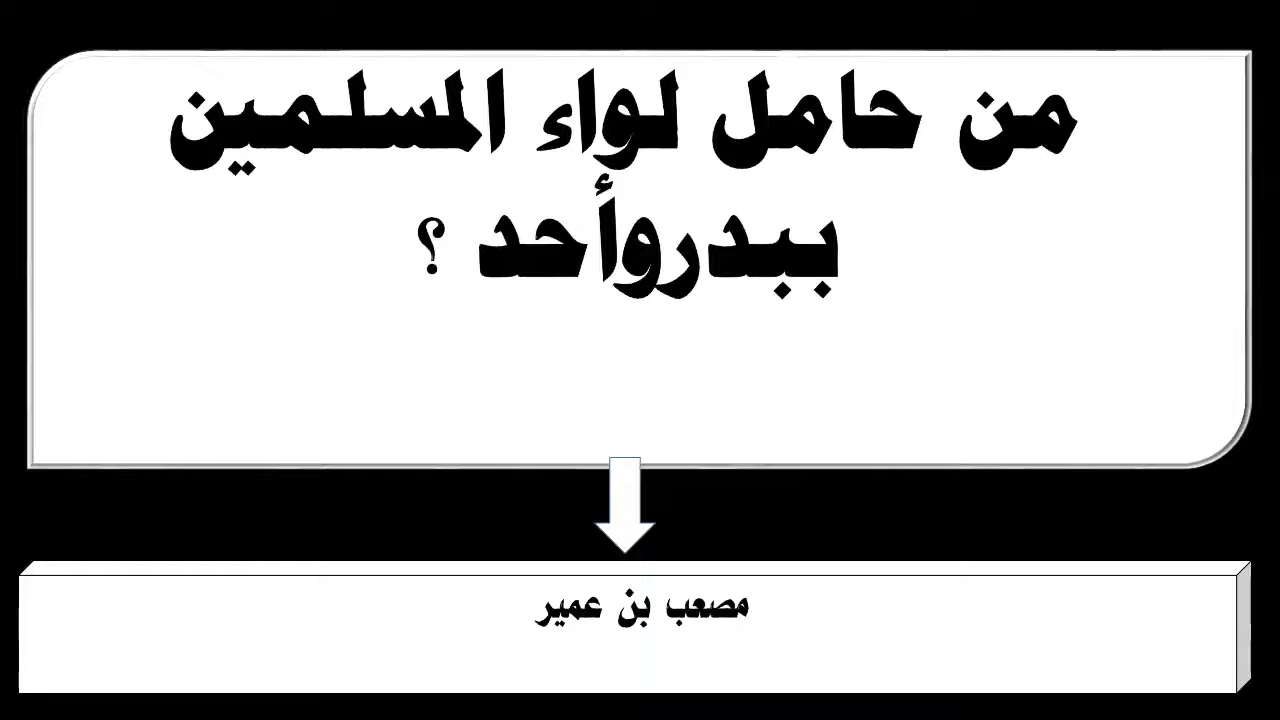 من حامل لواء المسلمين
ببدروأحد ؟
مصعب بن عمير